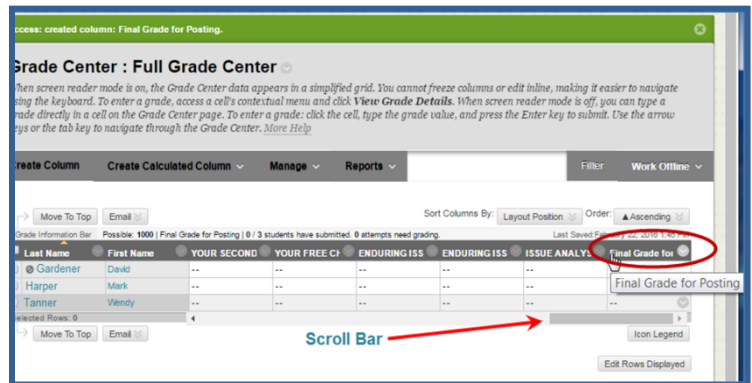 ccess: created column: Final Grade for Posting.
Grade Center : Full Grade Center
hen screen reader mode is on, the Grade Center data appears in a simplified grid. You cannot freeze columns or edit inline, making it easier to navigate
sing the keyboard. To enter a grade, access a cell's contextual menu and click View Grade Details. When screen reader mode is off, you can type a
rade directly in a cell on the Grade Center page. To enter a grade: click the cell, type the grade value, and press the Enter key to submit. Use the arrow
eys or the tab key to navigate through the Grade Center. More Help
reate Column Create Calculated Column Manage Reports Filter Work Offline
Move To Top Email Sort Columns By: Layout Position Order: ▲Ascending
Grade Information Bar Possible: 1000 | Final Grade for Posting | 0 / 3 students have submitted. 0 attempts need grading. Last Saved:February 22, 2016 1:45 PM
Last Name First Name YOUR SECOND YOUR FREE CH ENDURING ISS ENDURING ISS ISSUE ANALYS Final Grade for
Gardener David -- -- -- -- --
Final Grade for Posting
Harper Mark -- -- -- -- --
Tanner Wendy -- -- -- -- -- --
elected Rows: 0
Move To Top Email Scroll Bar Icon Legend
Edit Rows Displayed